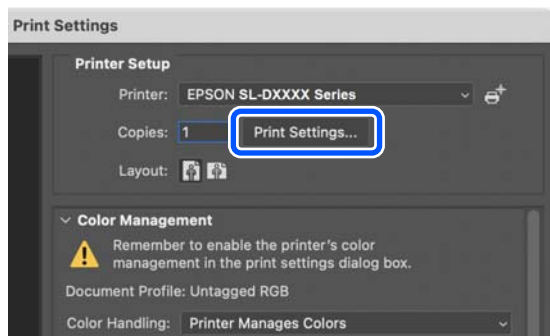 Print Settings
Printer Setup
Printer: EPSON SL-DXXXX Series
Copies: 1 Print Settings...
Layout:
Color Management
Remember to enable the printer's color
management in the print settings dialog box.
Document Profile: Untagged RGB
Color Handling: Printer Manages Colors